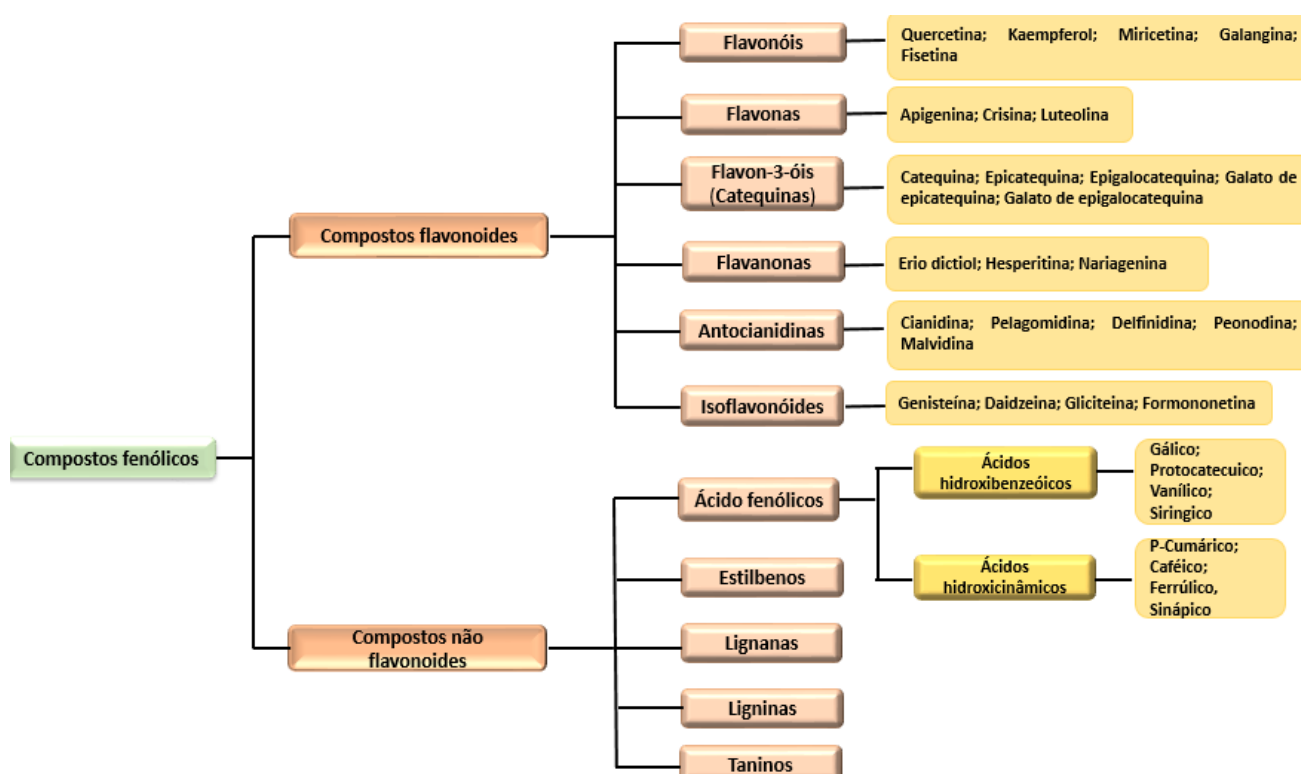 Flavonóis
Quercetina; Kaempferol; Miricetina; Galangina;
Fisetina
Flavonas
Apigenina; Crisina; Luteolina
Flavon-3-óis
(Catequinas)
Catequina; Epicatequina; Epigalocatequina; Galato de
epicatequina; Galato de epigalocatequina
Compostos flavonoides
Flavanonas
Erio dictiol; Hesperitina; Nariagenina
Antocianidinas
Cianidina; Pelagomidina; Delfinidina; Peonodina;
Malvidina
Isoflavonóides
Genisteína; Daidzeina; Gliciteina; Formononetina
Compostos fenólicos
Ácido fenólicos
Ácidos
hidroxibenzeóicos
Gálico;
Protocatecuico;
Vanílico;
Siringico
Ácidos
hidroxicinâmicos
P-Cumárico;
Caféico;
Ferrúlico,
Sinápico
Estilbenos
Compostos não
flavonoides
Lignanas
Ligninas
Taninos